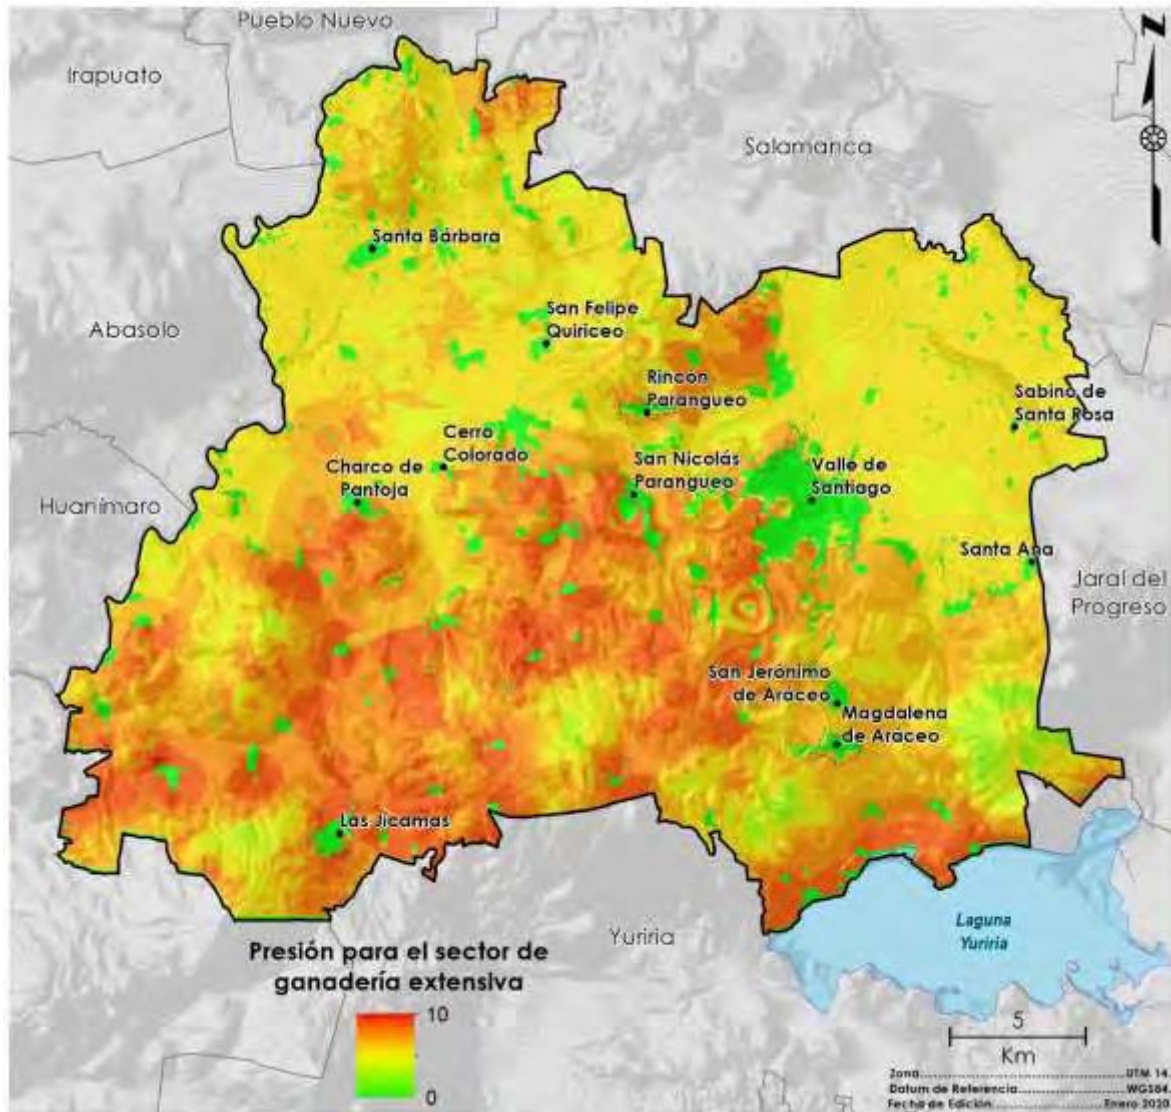 Pueblo Nuevo
Irapuato
Salamanca
Santa Bárbara
Abasolo
San Felipe
Quiriceo
Rincón
Parangueo
Sabino de
Santa Rosa
Cerro
Colorado
Charco de
Pantoja
San Nicolás
Parangueo
Valle de
Santiago
Huanímaro
Santa Ana
Jaral del
Progreso
San Jerónimo
de Aráceo
Magdalena
de Aráceo
Las Jícamas
Yuriria
Laguna
Yuriria
Presión para el sector de
ganadería extensiva
10
0
5
Km
Z
Zona UTM 14
Datum de Referencia WGS84
Fecha de Edición Enero 2020